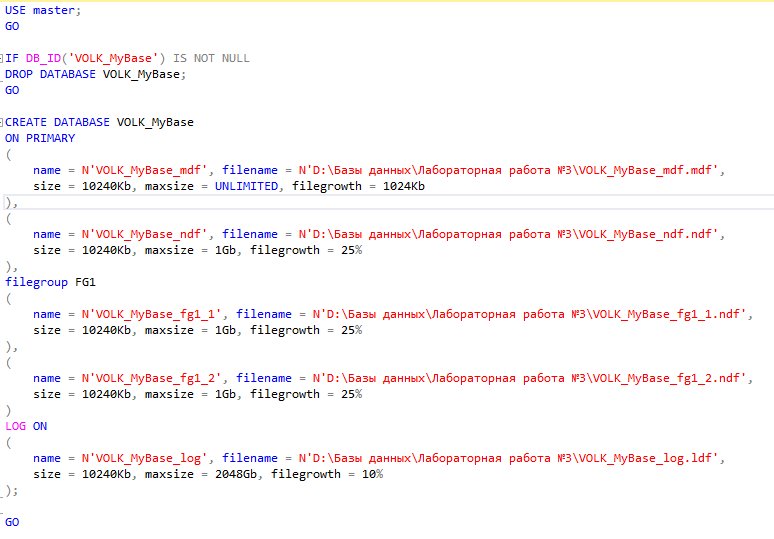 USE master;
GO
IF DB_ID('VOLK_MyBase') IS NOT NULL
DROP DATABASE VOLK_MyBase;
GO
CREATE DATABASE VOLK_MyBase
ON PRIMARY
(
name = N'VOLK_MyBase_mdf', filename = N'D:\Базы данных\Лабораторная работа №3\VOLK_MyBase_mdf.mdf',
size = 10240Kb, maxsize = UNLIMITED, filegrowth = 1024Kb
),
(
name = N'VOLK_MyBase_ndf', filename = N'D:\Базы данных\Лабораторная работа №3\VOLK_MyBase_ndf.ndf',
size = 10240Kb, maxsize = 1Gb, filegrowth = 25%
),
filegroup FG1
(
name = N'VOLK_MyBase_fg1_1', filename = N'D:\Базы данных\Лабораторная работа №3\VOLK_MyBase_fg1_1.ndf',
size = 10240Kb, maxsize = 1Gb, filegrowth = 25%
),
(
name = N'VOLK_MyBase_fg1_2', filename = N'D:\Базы данных\Лабораторная работа №3\VOLK_MyBase_fg1_2.ndf',
size = 10240Kb, maxsize = 1Gb, filegrowth = 25%
)
LOG ON
(
name = N'VOLK_MyBase_log', filename = N'D:\Базы данных\Лабораторная работа №3\VOLK_MyBase_log.ldf',
size = 10240Kb, maxsize = 2048Gb, filegrowth = 10%
);
GO